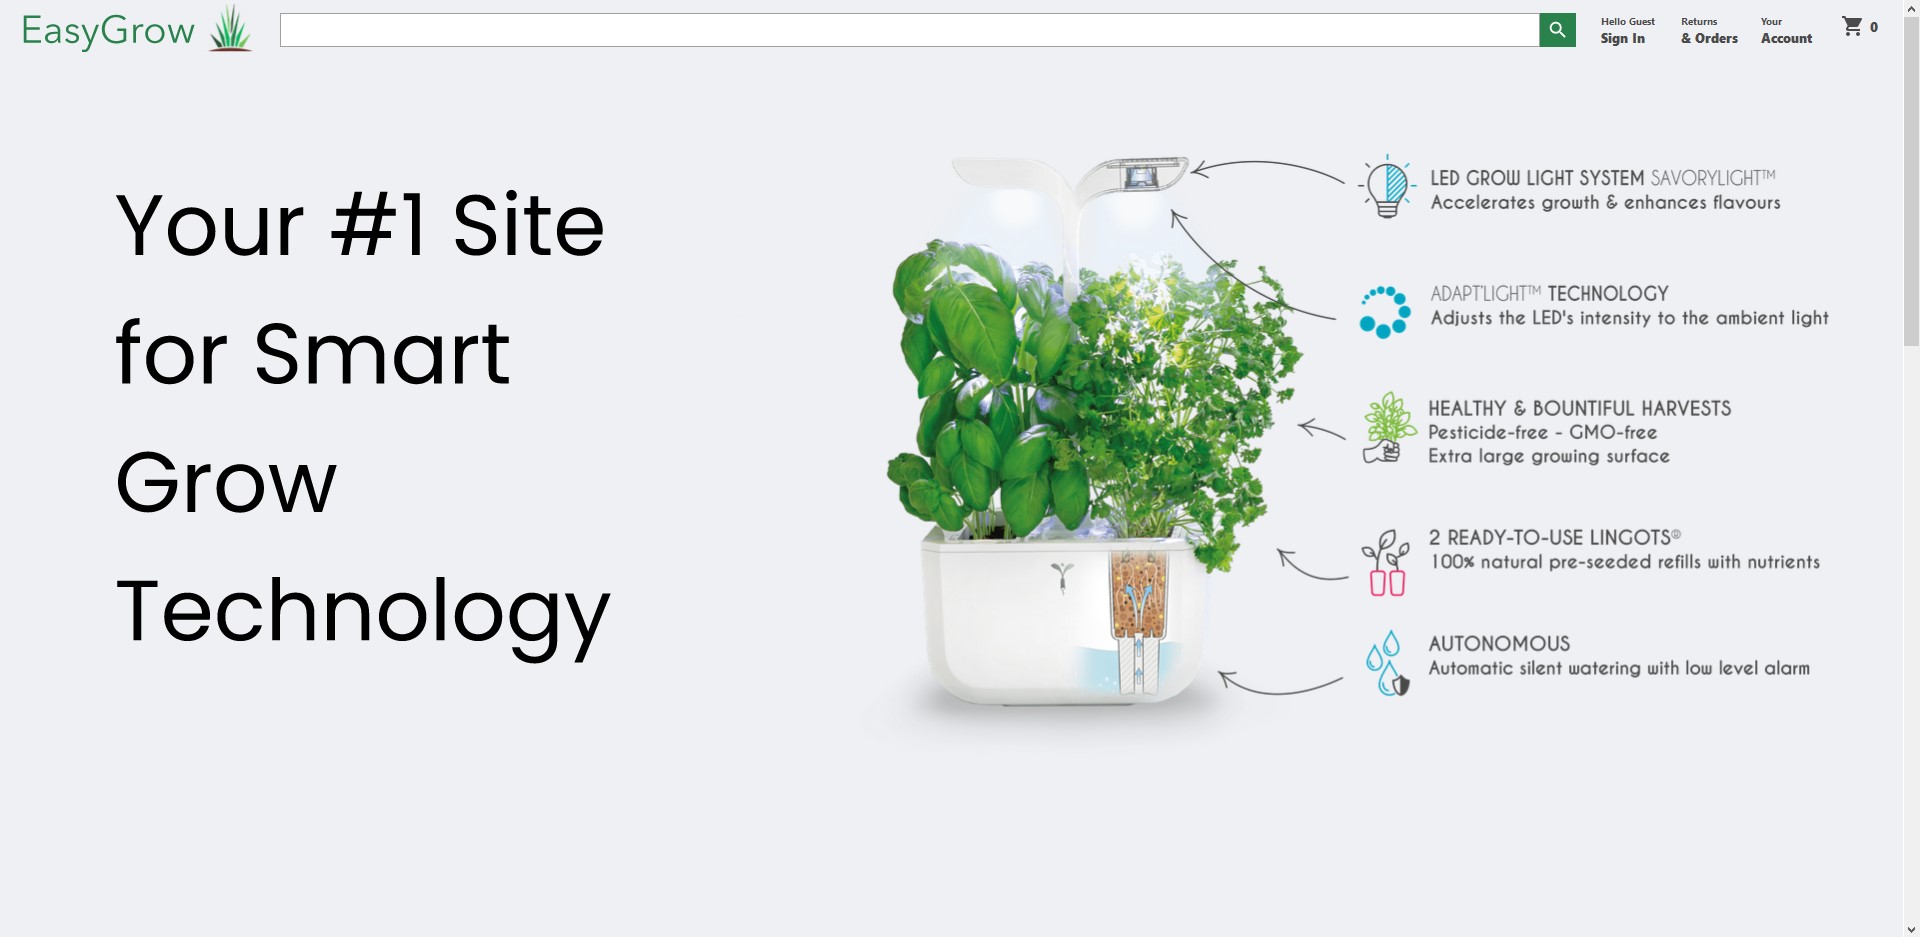 EasyGrow
Hello Guest
Sign In
Returns
& Orders
Your
Account
0
Your #1 Site
for Smart
Grow
Technology
LED GROW LIGHT SYSTEM SAVORYLIGHT™
Accelerates growth & enhances flavours
ADAPT'LIGHT™ TECHNOLOGY
Adjusts the LED's intensity to the ambient light
HEALTHY & BOUNTIFUL HARVESTS
Pesticide-free - GMO-free
Extra large growing surface
2 READY-TO-USE LINGOTS®
100% natural pre-seeded refills with nutrients
AUTONOMOUS
Automatic silent watering with low level alarm